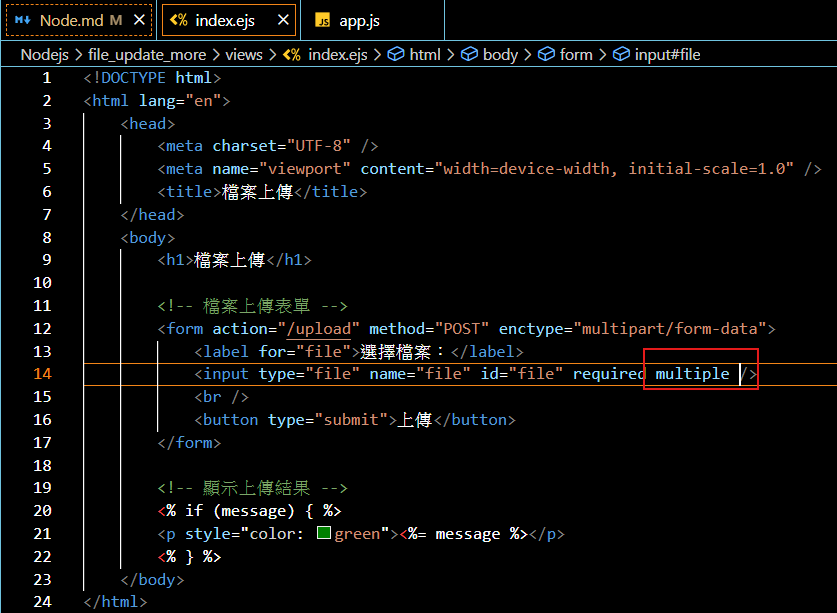 Node.md M ✕ index.ejs ✕ JS app.js
Nodejs > file_update_more > views > <% index.ejs > html > body > form > input#file
1 <!DOCTYPE html>
2 <html lang="en">
3 <head>
4 <meta charset="UTF-8" />
5 <meta name="viewport" content="width=device-width, initial-scale=1.0" />
6 <title>檔案上傳</title>
7 </head>
8 <body>
9 <h1>檔案上傳</h1>
10
11 <!-- 檔案上傳表單 -->
12 <form action="/upload" method="POST" enctype="multipart/form-data">
13 <label for="file">選擇檔案：</label>
14 <input type="file" name="file" id="file" required multiple />
15 <br />
16 <button type="submit">上傳</button>
17 </form>
18
19 <!-- 顯示上傳結果 -->
20 <% if (message) { %>
21 <p style="color: green"><%= message %></p>
22 <% } %>
23 </body>
24 </html>